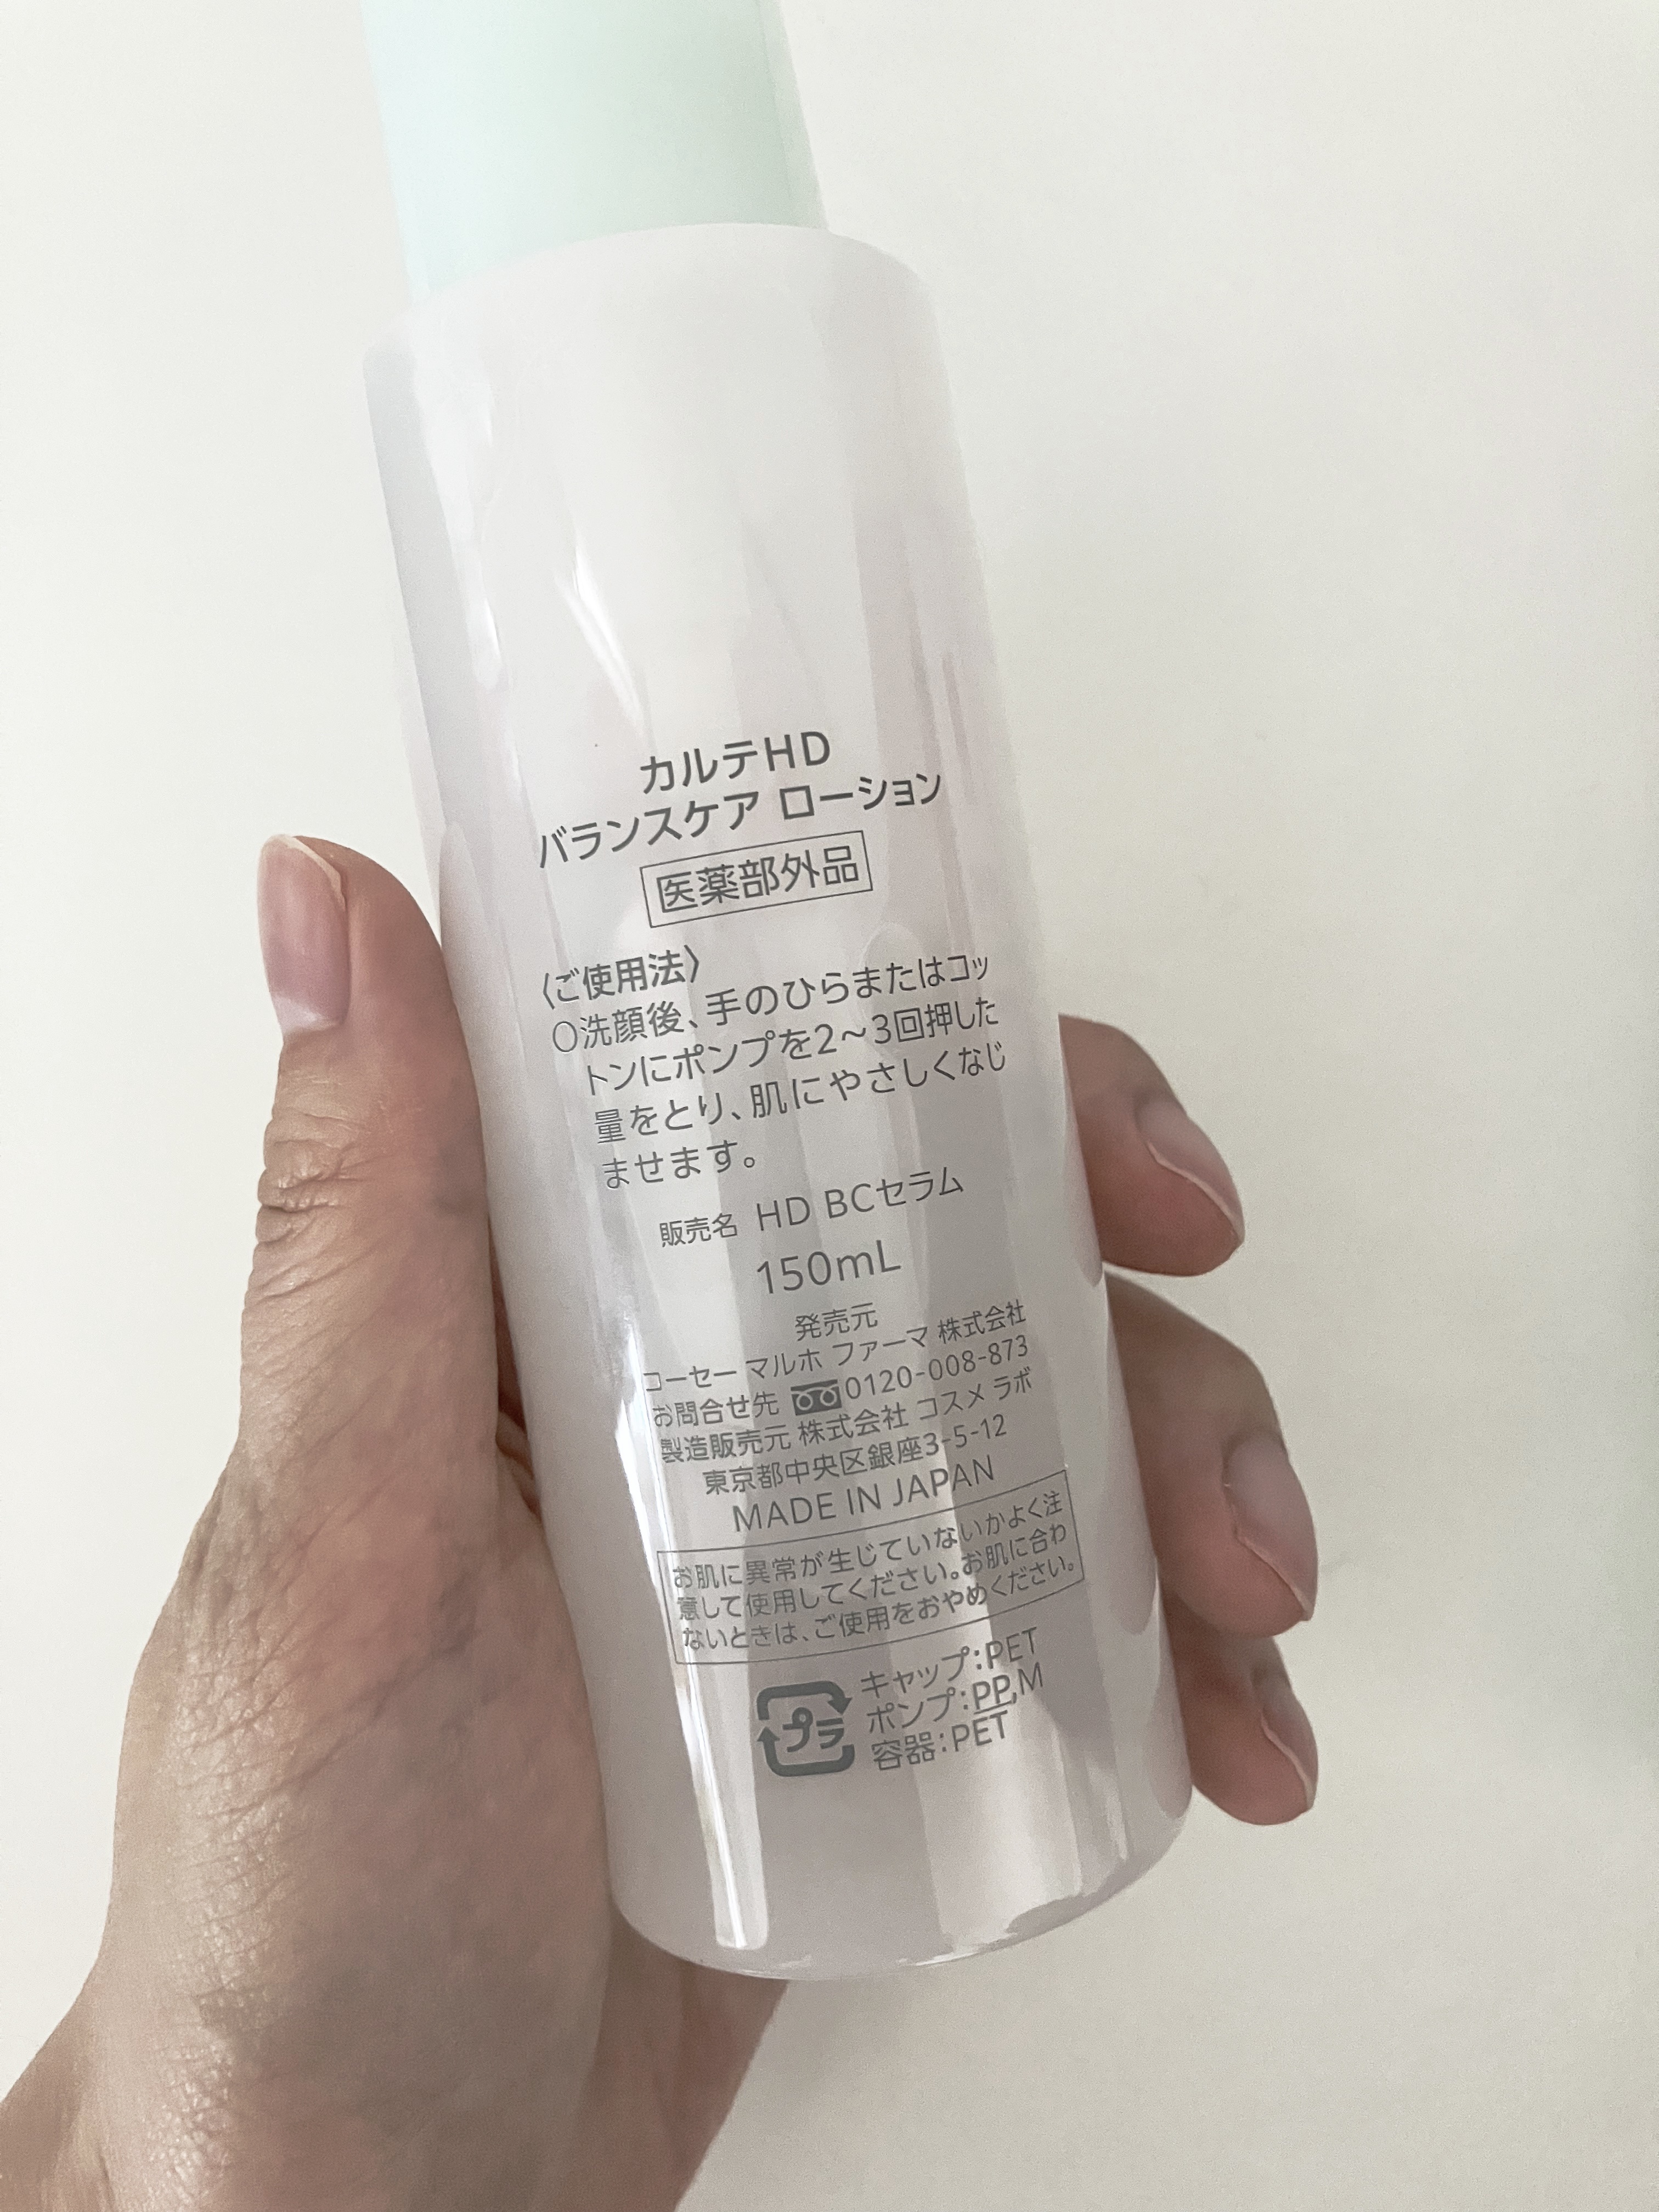 カルテHD
バランスケア ローション
医薬部外品
〈ご使用法〉
○洗顔後、手のひらまたはコッ
トンにポンプを2～3回押した
量をとり、肌にやさしくなじ
ませます。
販売名 HD BCセラム
150mL
発売元
コーセー マルホ ファーマ 株式会社
お問合せ先 0120-008-873
製造販売元 株式会社 コスメ ラボ
東京都中央区銀座3-5-12
MADE IN JAPAN
お肌に異常が生じていないかよく注
意して使用してください。お肌に合わ
ないときは、ご使用をおやめください。
プラ
キャップ：PET
ポンプ：PP,M
容器：PET